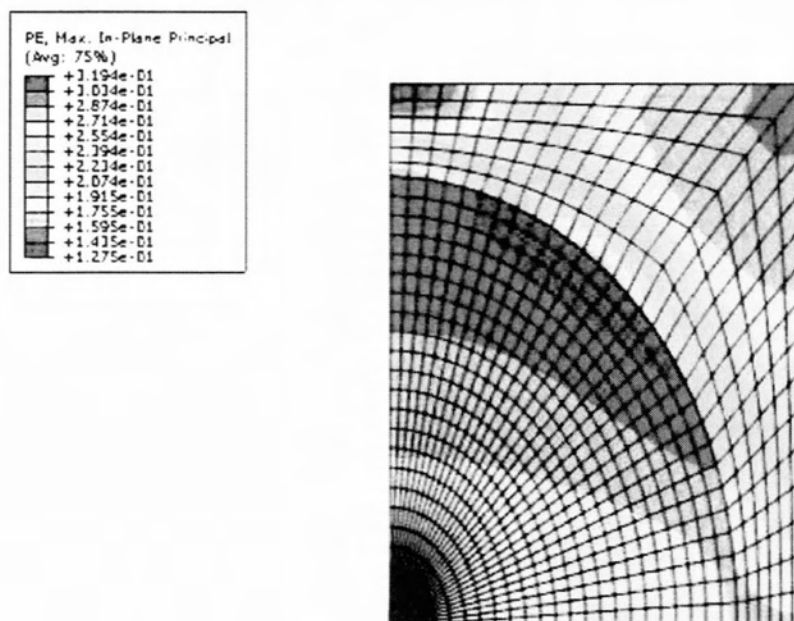 PE, Max. In-Plane Principal
(Avg: 75%)
+3.194e-01
+3.034e-01
+2.874e-01
+2.714e-01
+2.554e-01
+2.394e-01
+2.234e-01
+2.074e-01
+1.915e-01
+1.755e-01
+1.595e-01
+1.435e-01
+1.275e-01